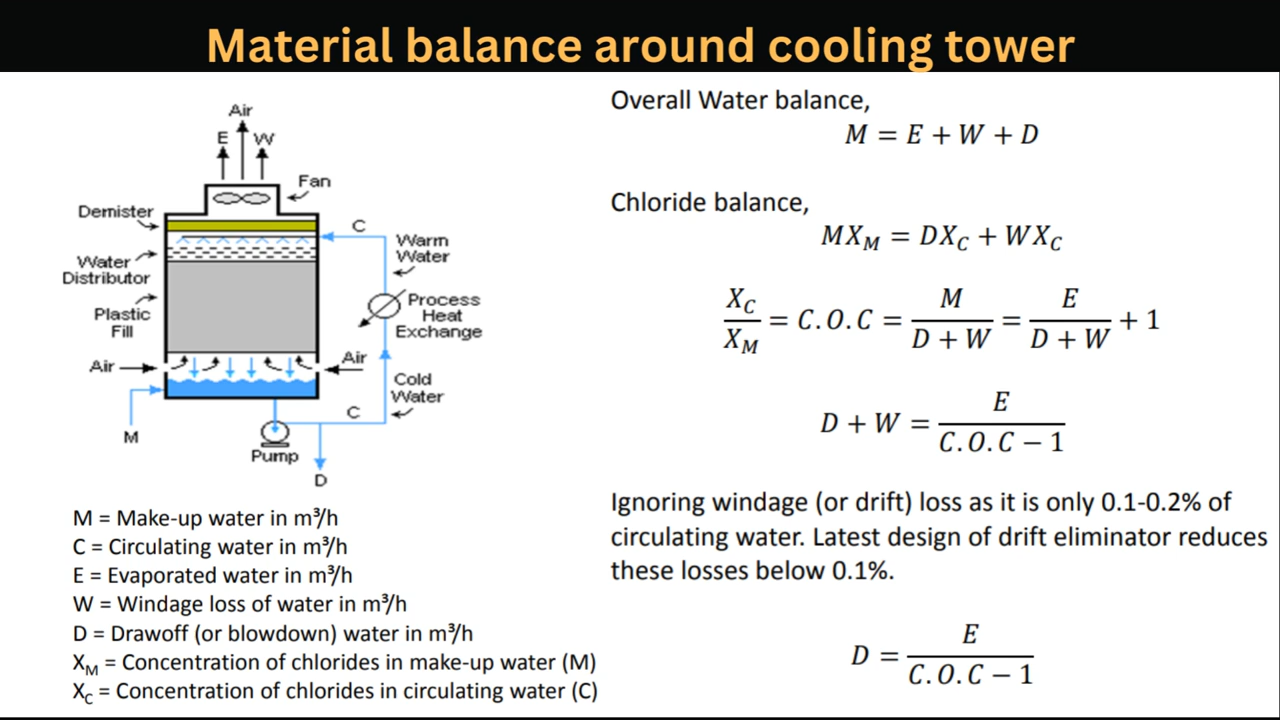 Material balance around cooling tower
Air
E
W
Fan
Demister
C
Warm
Water
Water
Distributor
Process
Heat
Exchange
Plastic
Fill
Air
Air
Cold
Water
C
M
Pump
D
M = Make-up water in m³/h
C = Circulating water in m³/h
E = Evaporated water in m³/h
W = Windage loss of water in m³/h
D = Drawoff (or blowdown) water in m³/h
X_M = Concentration of chlorides in make-up water (M)
X_C = Concentration of chlorides in circulating water (C)
Overall Water balance,
M = E + W + D
Chloride balance,
MX_M = DX_C + WX_C
X_C / X_M = C.O.C = M / (D + W) = E / (D + W) + 1
D + W = E / (C.O.C − 1)
Ignoring windage (or drift) loss as it is only 0.1-0.2% of
circulating water. Latest design of drift eliminator reduces
these losses below 0.1%.
D = E / (C.O.C − 1)